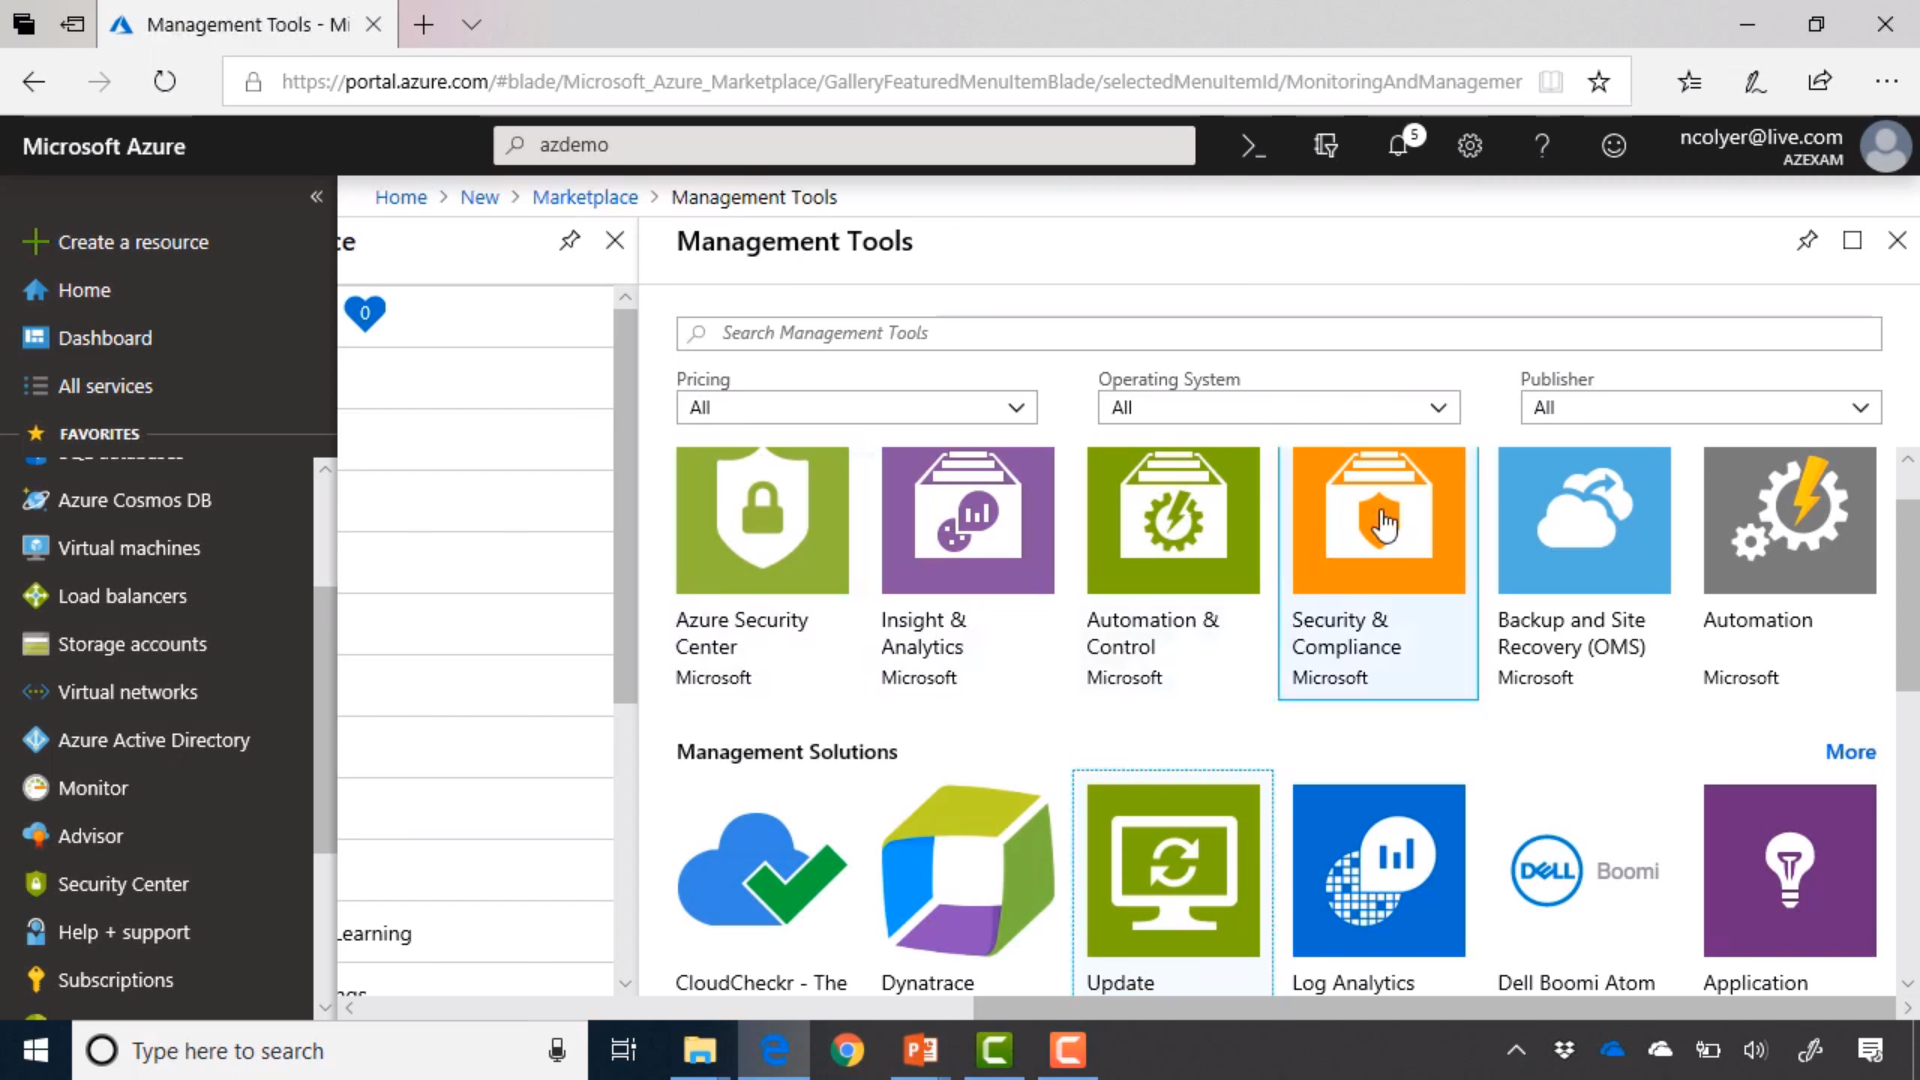 Management Tools - Mi
https://portal.azure.com/#blade/Microsoft_Azure_Marketplace/GalleryFeaturedMenuItemBlade/selectedMenuItemId/MonitoringAndManagemer
Microsoft Azure
azdemo
5
ncolyer@live.com
AZEXAM
Create a resource
Home
Dashboard
All services
FAVORITES
Azure Cosmos DB
Virtual machines
Load balancers
Storage accounts
Virtual networks
Azure Active Directory
Monitor
Advisor
Security Center
Help + support
Subscriptions
Home > New > Marketplace > Management Tools
ce
0
Learning
Management Tools
Search Management Tools
Pricing
All
Operating System
All
Publisher
All
Azure Security
Center
Microsoft
Insight &
Analytics
Microsoft
Automation &
Control
Microsoft
Security &
Compliance
Microsoft
Backup and Site
Recovery (OMS)
Microsoft
Automation
Microsoft
Management Solutions
More
CloudCheckr - The
Dynatrace
Update
Log Analytics
DELL Boomi
Dell Boomi Atom
Application
Type here to search